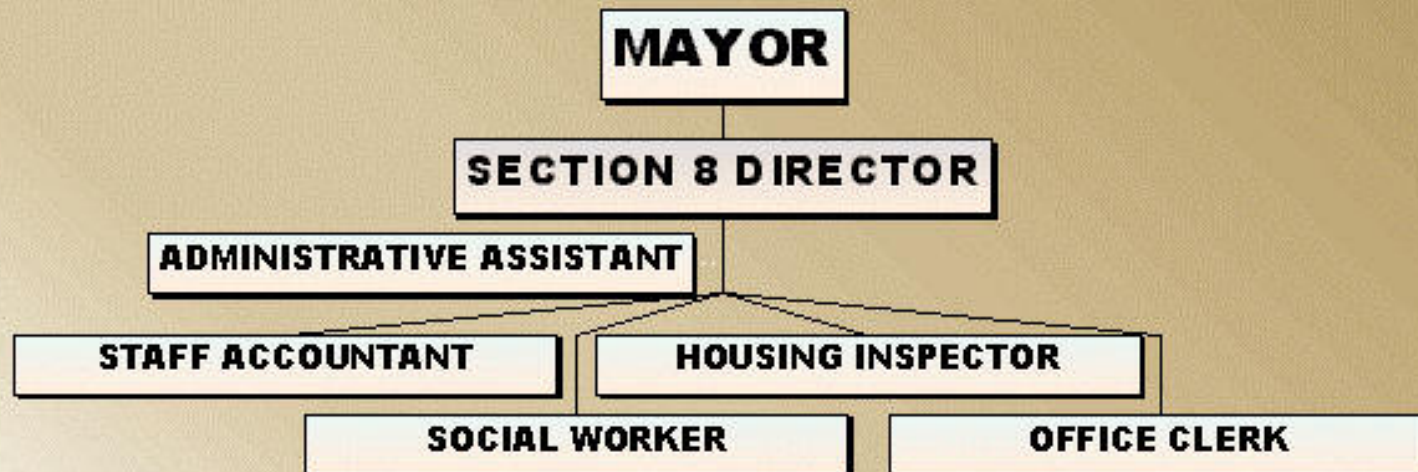 MAYOR
SECTION 8 DIRECTOR
ADMINISTRATIVE ASSISTANT
STAFF ACCOUNTANT
HOUSING INSPECTOR
SOCIAL WORKER
OFFICE CLERK